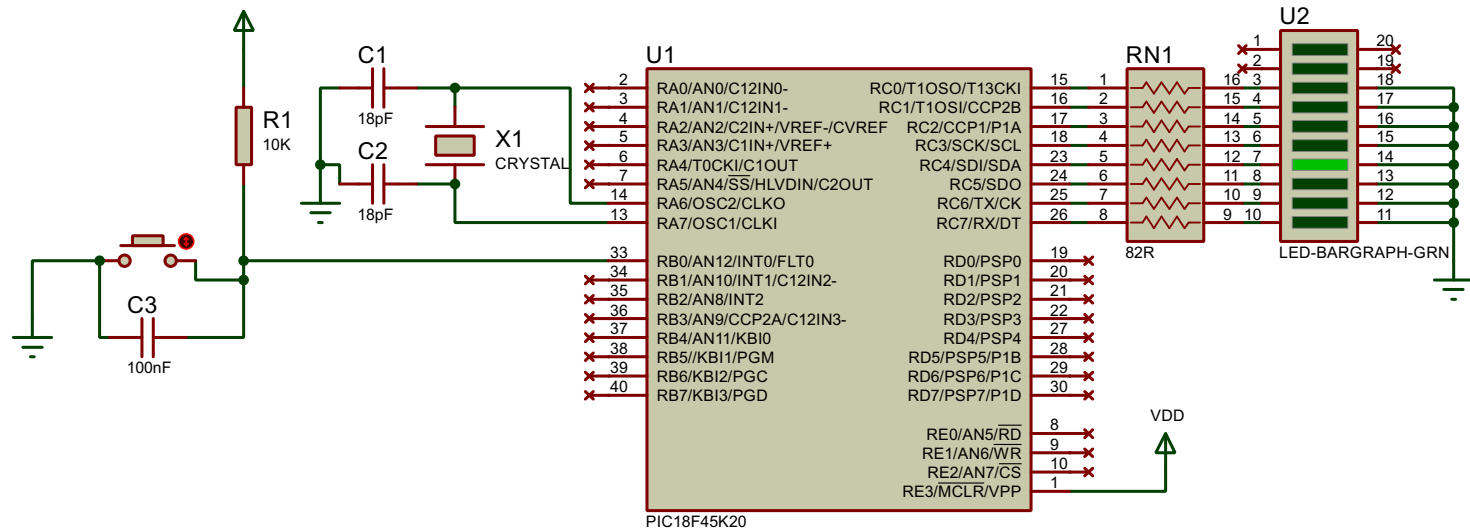 U2
C1
U1
RN1
18pF
R1
10K
C2
18pF
X1
CRYSTAL
C3
100nF
2 RA0/AN0/C12IN0-
3 RA1/AN1/C12IN1-
4 RA2/AN2/C2IN+/VREF-/CVREF
5 RA3/AN3/C1IN+/VREF+
6 RA4/T0CKI/C1OUT
7 RA5/AN4/SS/HLVDIN/C2OUT
14 RA6/OSC2/CLKO
13 RA7/OSC1/CLKI
33 RB0/AN12/INT0/FLT0
34 RB1/AN10/INT1/C12IN2-
35 RB2/AN8/INT2
36 RB3/AN9/CCP2A/C12IN3-
37 RB4/AN11/KBI0
38 RB5//KBI1/PGM
39 RB6/KBI2/PGC
40 RB7/KBI3/PGD
RC0/T1OSO/T13CKI 15
RC1/T1OSI/CCP2B 16
RC2/CCP1/P1A 17
RC3/SCK/SCL 18
RC4/SDI/SDA 23
RC5/SDO 24
RC6/TX/CK 25
RC7/RX/DT 26
RD0/PSP0 19
RD1/PSP1 20
RD2/PSP2 21
RD3/PSP3 22
RD4/PSP4 27
RD5/PSP5/P1B 28
RD6/PSP6/P1C 29
RD7/PSP7/P1D 30
RE0/AN5/RD 8
RE1/AN6/WR 9
RE2/AN7/CS 10
RE3/MCLR/VPP 1
PIC18F45K20
1 16
2 15
3 14
4 13
5 12
6 11
7 10
8 9
82R
1 20
2 19
3 18
4 17
5 16
6 15
7 14
8 13
9 12
10 11
LED-BARGRAPH-GRN
VDD